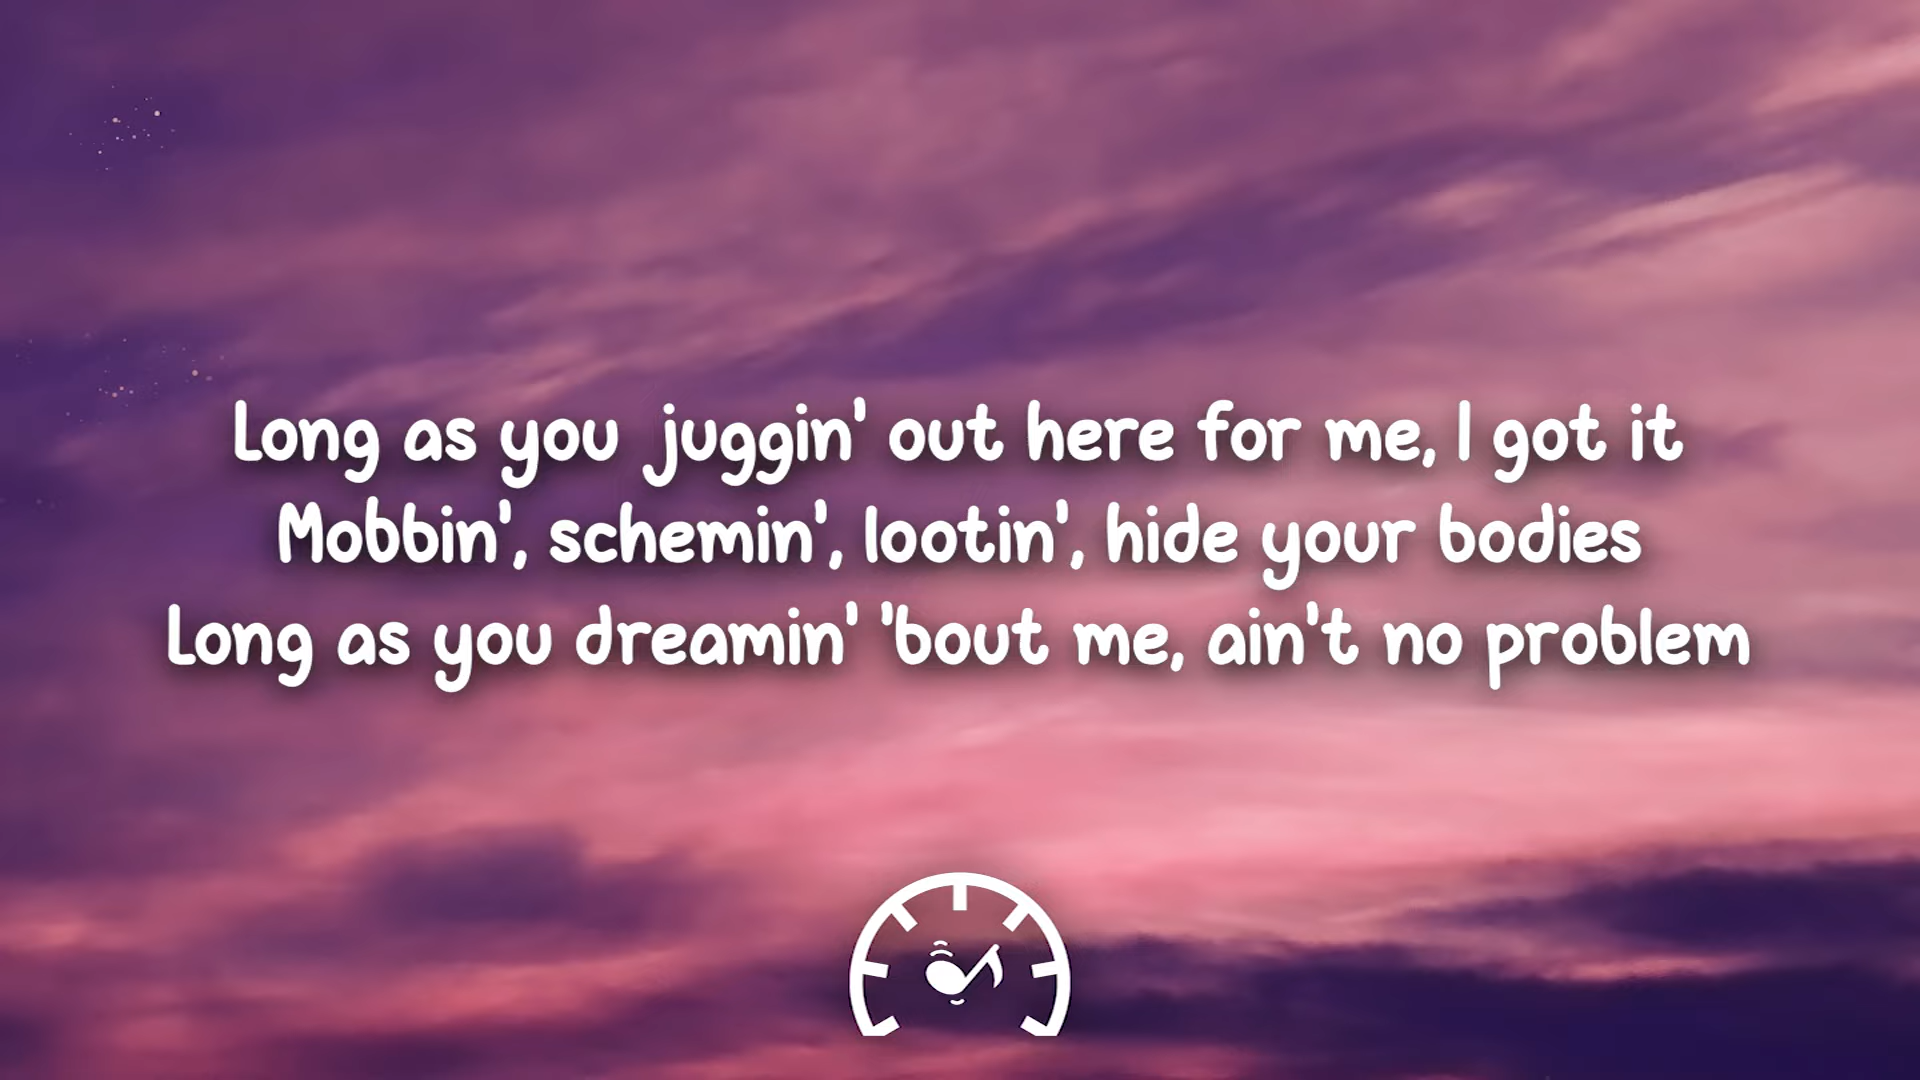 Long as you juggin' out here for me, I got it
Mobbin', schemin', lootin', hide your bodies
Long as you dreamin' 'bout me, ain't no problem